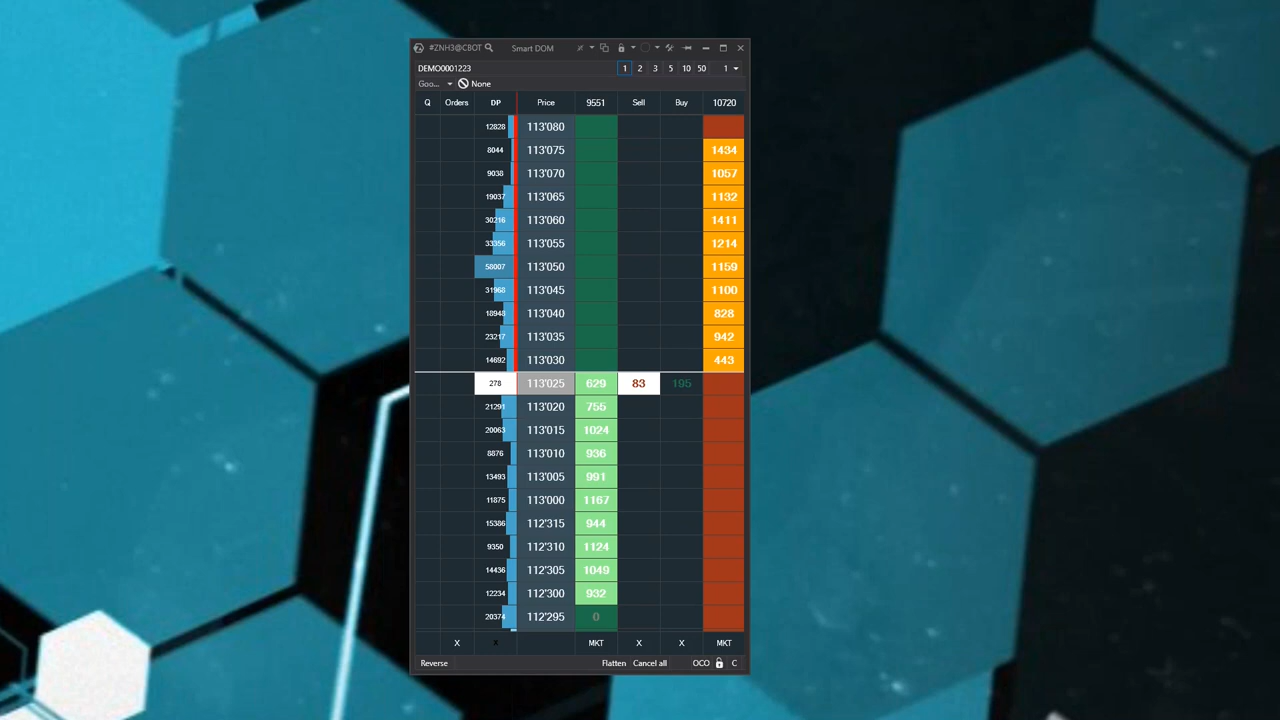 #ZNH3@CBOT Smart DOM
DEMO0001223 1 2 3 5 10 50 1
Goo... None
Q Orders DP Price 9551 Sell Buy 10720
12828 113'080
8044 113'075 1434
9038 113'070 1057
19037 113'065 1132
30216 113'060 1411
33356 113'055 1214
58007 113'050 1159
31968 113'045 1100
18948 113'040 828
23217 113'035 942
14692 113'030 443
278 113'025 629 83 195
21291 113'020 755
20063 113'015 1024
8876 113'010 936
13493 113'005 991
11875 113'000 1167
15386 112'315 944
9350 112'310 1124
14436 112'305 1049
12234 112'300 932
20374 112'295 0
X X MKT X X MKT
Reverse Flatten Cancel all OCO C